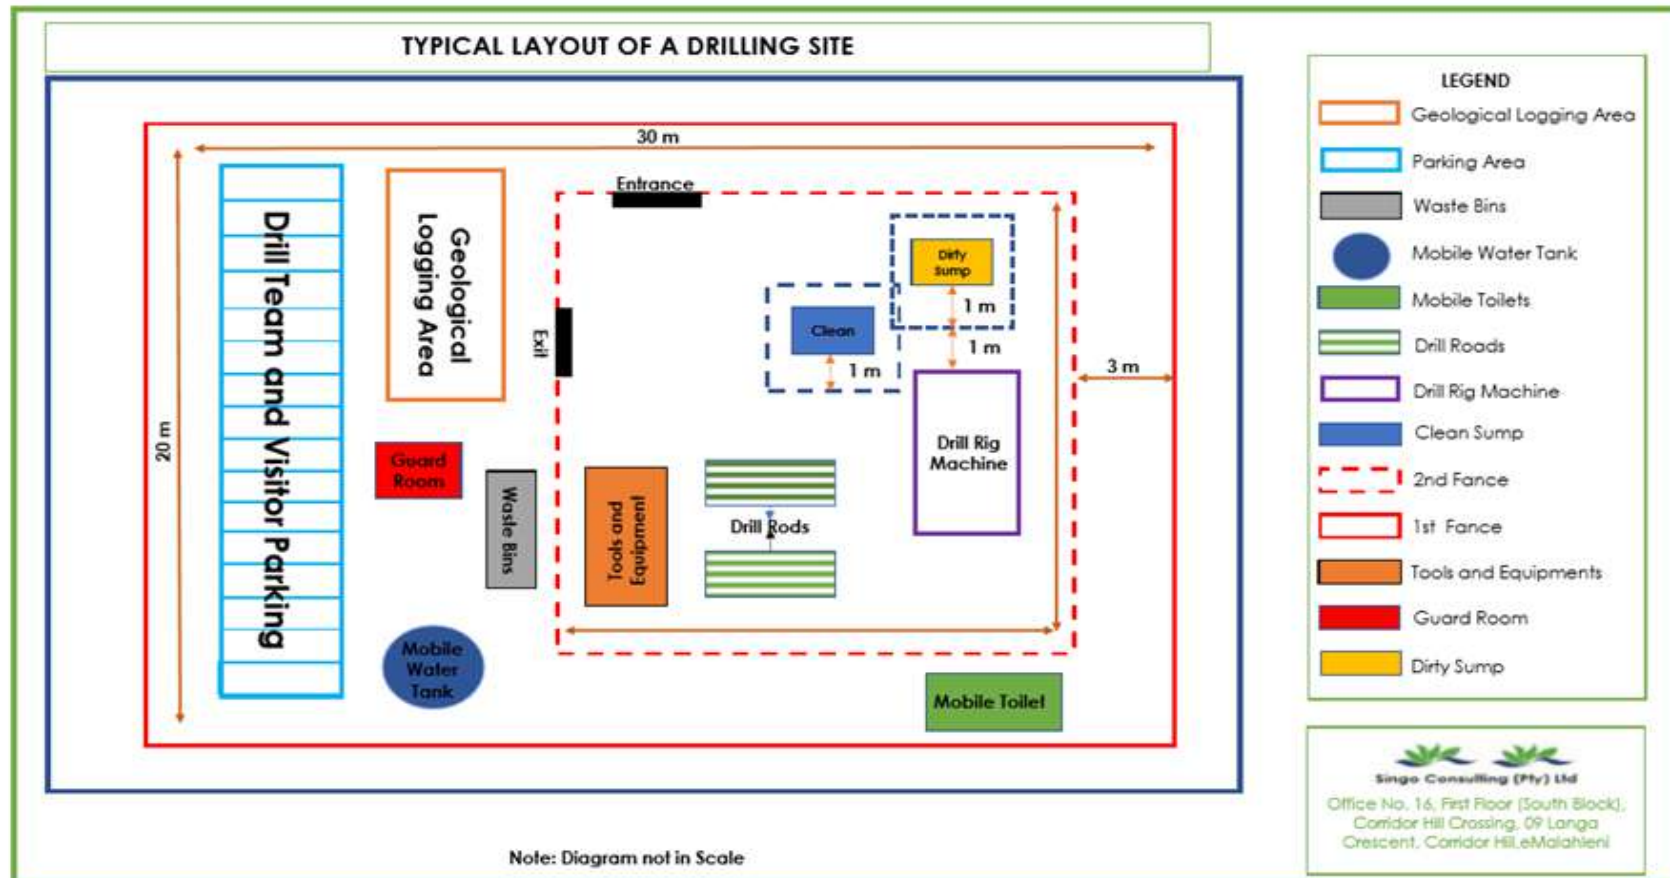 TYPICAL LAYOUT OF A DRILLING SITE
30 m
20 m
Drill Team and Visitor Parking
Geological
Logging Area
Entrance
Exit
Dirty
Sump
1 m
1 m
Clean
1 m
3 m
Drill Rig
Machine
Guard
Room
Waste Bins
Tools and
Equipment
Drill Rods
Mobile
Water
Tank
Mobile Toilet
Note: Diagram not in Scale
LEGEND
Geological Logging Area
Parking Area
Waste Bins
Mobile Water Tank
Mobile Toilets
Drill Roads
Drill Rig Machine
Clean Sump
2nd Fance
1st Fance
Tools and Equipments
Guard Room
Dirty Sump
Singo Consulting (Pty) Ltd
Office No. 16, First Floor (South Block),
Corridor Hill Crossing, 09 Langa
Crescent, Corridor Hill,eMalahleni